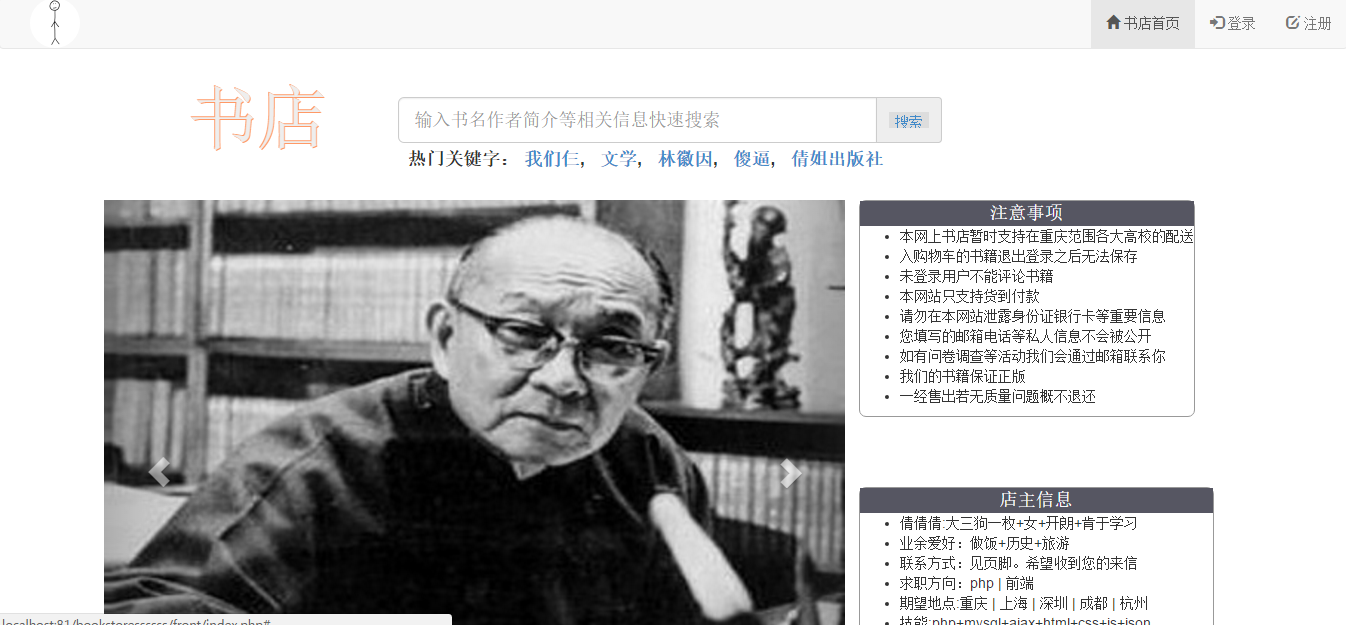 书店首页 登录 注册
书店
输入书名作者简介等相关信息快速搜索 搜索
热门关键字： 我们仨， 文学， 林徽因， 傻逼， 倩姐出版社
注意事项
本网上书店暂时支持在重庆范围各大高校的配送
入购物车的书籍退出登录之后无法保存
未登录用户不能评论书籍
本网站只支持货到付款
请勿在本网站泄露身份证银行卡等重要信息
您填写的邮箱电话等私人信息不会被公开
如有问卷调查等活动我们会通过邮箱联系你
我们的书籍保证正版
一经售出若无质量问题概不退还
店主信息
倩倩倩:大三狗一枚+女+开朗+肯于学习
业余爱好：做饭+历史+旅游
联系方式：见页脚。希望收到您的来信
求职方向：php | 前端
期望地点:重庆 | 上海 | 深圳 | 成都 | 杭州
技能:php+mysql+ajax+html+css+js+json
localhost:81/bookstoressssss/front/index.php#